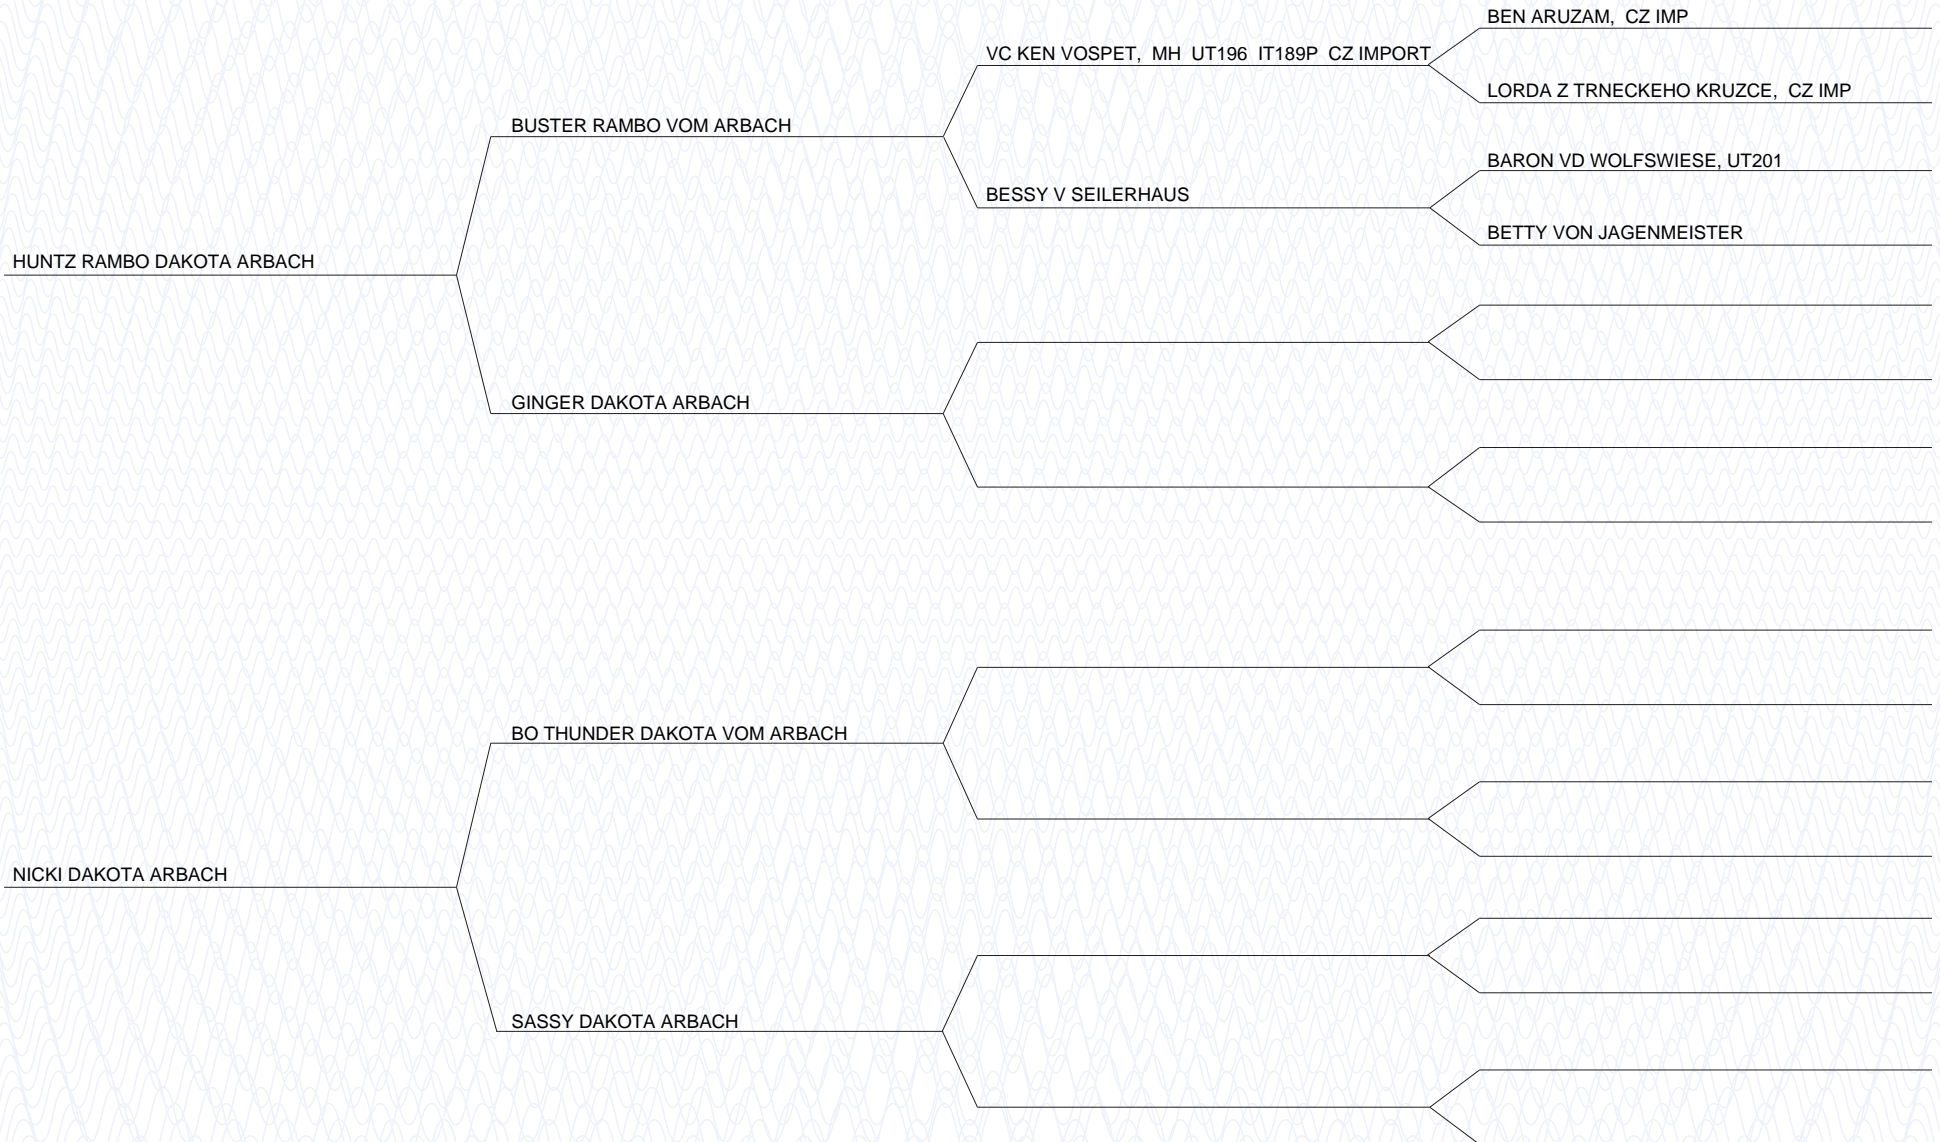 BEN ARUZAM,  CZ IMP
VC KEN VOSPET,  MH  UT196  IT189P  CZ IMPORT
LORDA Z TRNECKEHO KRUZCE,  CZ IMP
BUSTER RAMBO VOM ARBACH
BARON VD WOLFSWIESE, UT201
BESSY V SEILERHAUS
BETTY VON JAGENMEISTER
HUNTZ RAMBO DAKOTA ARBACH
GINGER DAKOTA ARBACH
BO THUNDER DAKOTA VOM ARBACH
NICKI DAKOTA ARBACH
SASSY DAKOTA ARBACH